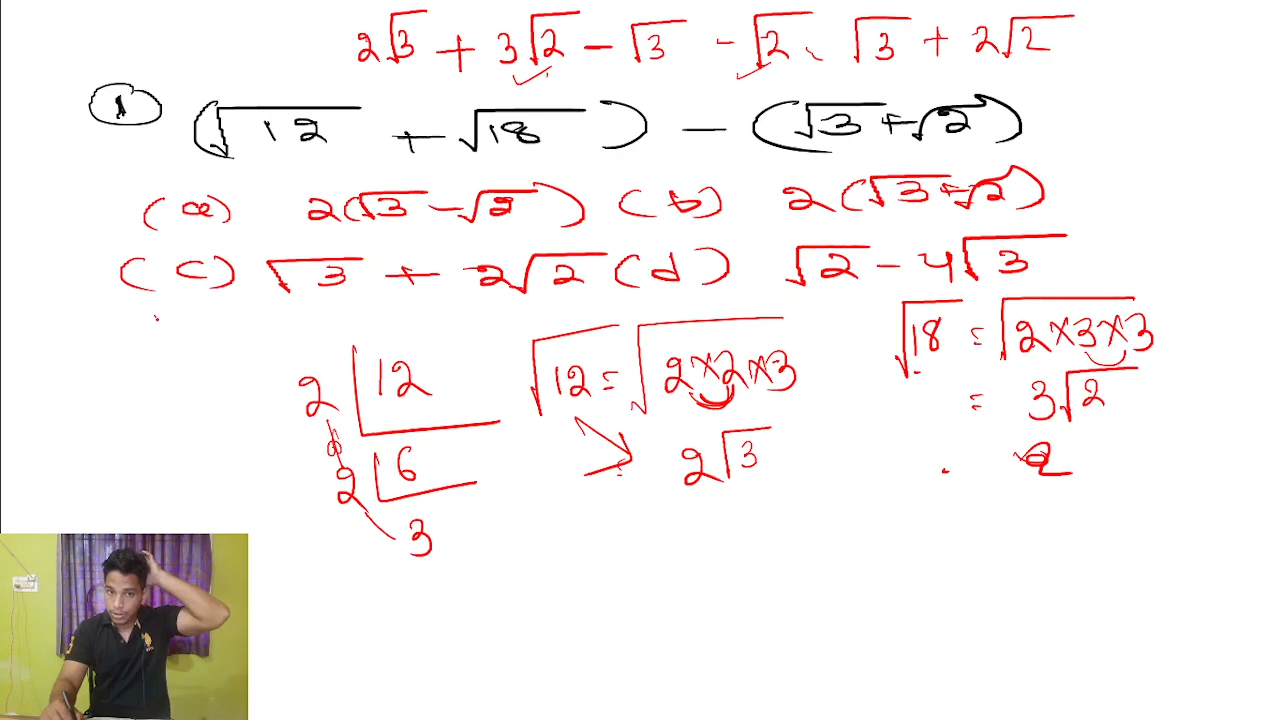 2√3 + 3√2 − √3 − √2 、 √3 + 2√2
1 (√12 + √18) − (√3 + √2)
(a) 2(√3 − √2) (b) 2(√3 + √2)
(c) √3 + 2√2 (d) √2 − 4√3
√18 = √2×3×3
= 3√2
2
2 12
2 6
3
√12 = √2×2×3
2√3